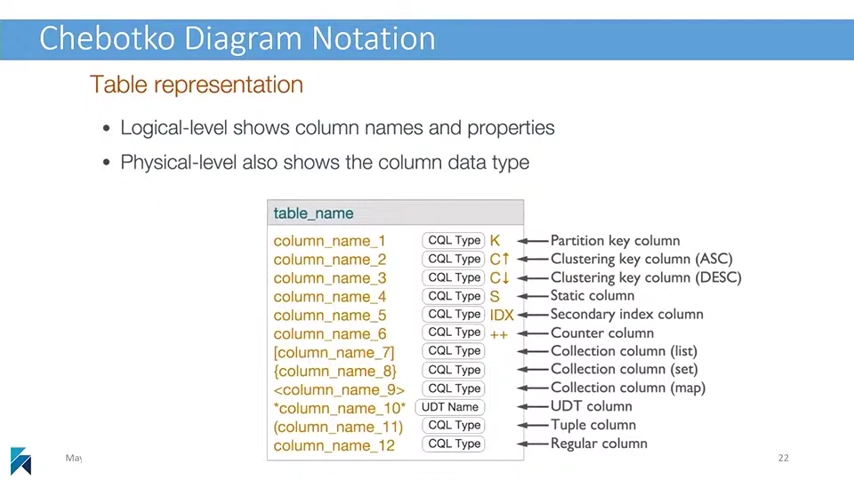 Chebotko Diagram Notation
Table representation
• Logical-level shows column names and properties
• Physical-level also shows the column data type
table_name
column_name_1 CQL Type K Partition key column
column_name_2 CQL Type C↑ Clustering key column (ASC)
column_name_3 CQL Type C↓ Clustering key column (DESC)
column_name_4 CQL Type S Static column
column_name_5 CQL Type IDX Secondary index column
column_name_6 CQL Type ++ Counter column
[column_name_7] CQL Type Collection column (list)
{column_name_8} CQL Type Collection column (set)
<column_name_9> CQL Type Collection column (map)
*column_name_10* UDT Name UDT column
(column_name_11) CQL Type Tuple column
column_name_12 CQL Type Regular column
May
22